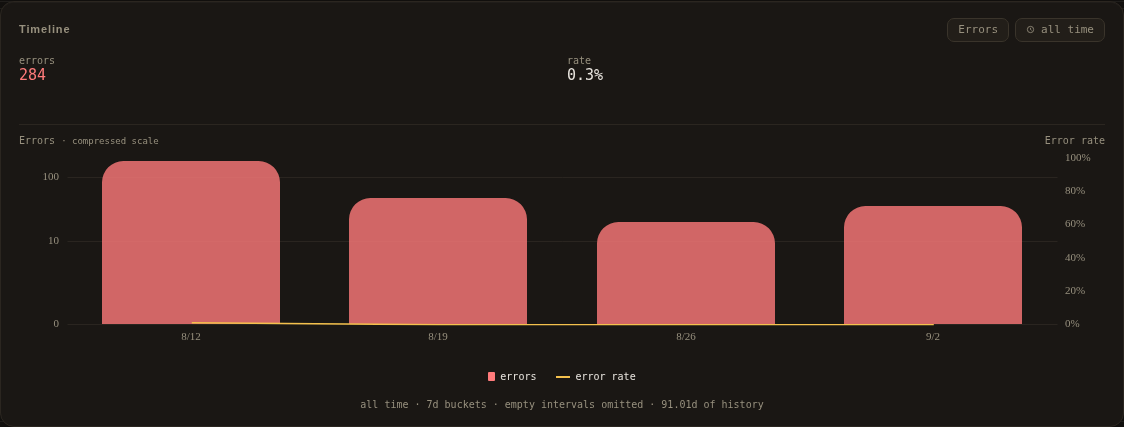 Timeline
Errors
all time
errors
284
rate
0.3%
Errors · compressed scale
Error rate
100
10
0
100%
80%
60%
40%
20%
0%
8/12
8/19
8/26
9/2
errors
error rate
all time · 7d buckets · empty intervals omitted · 91.01d of history